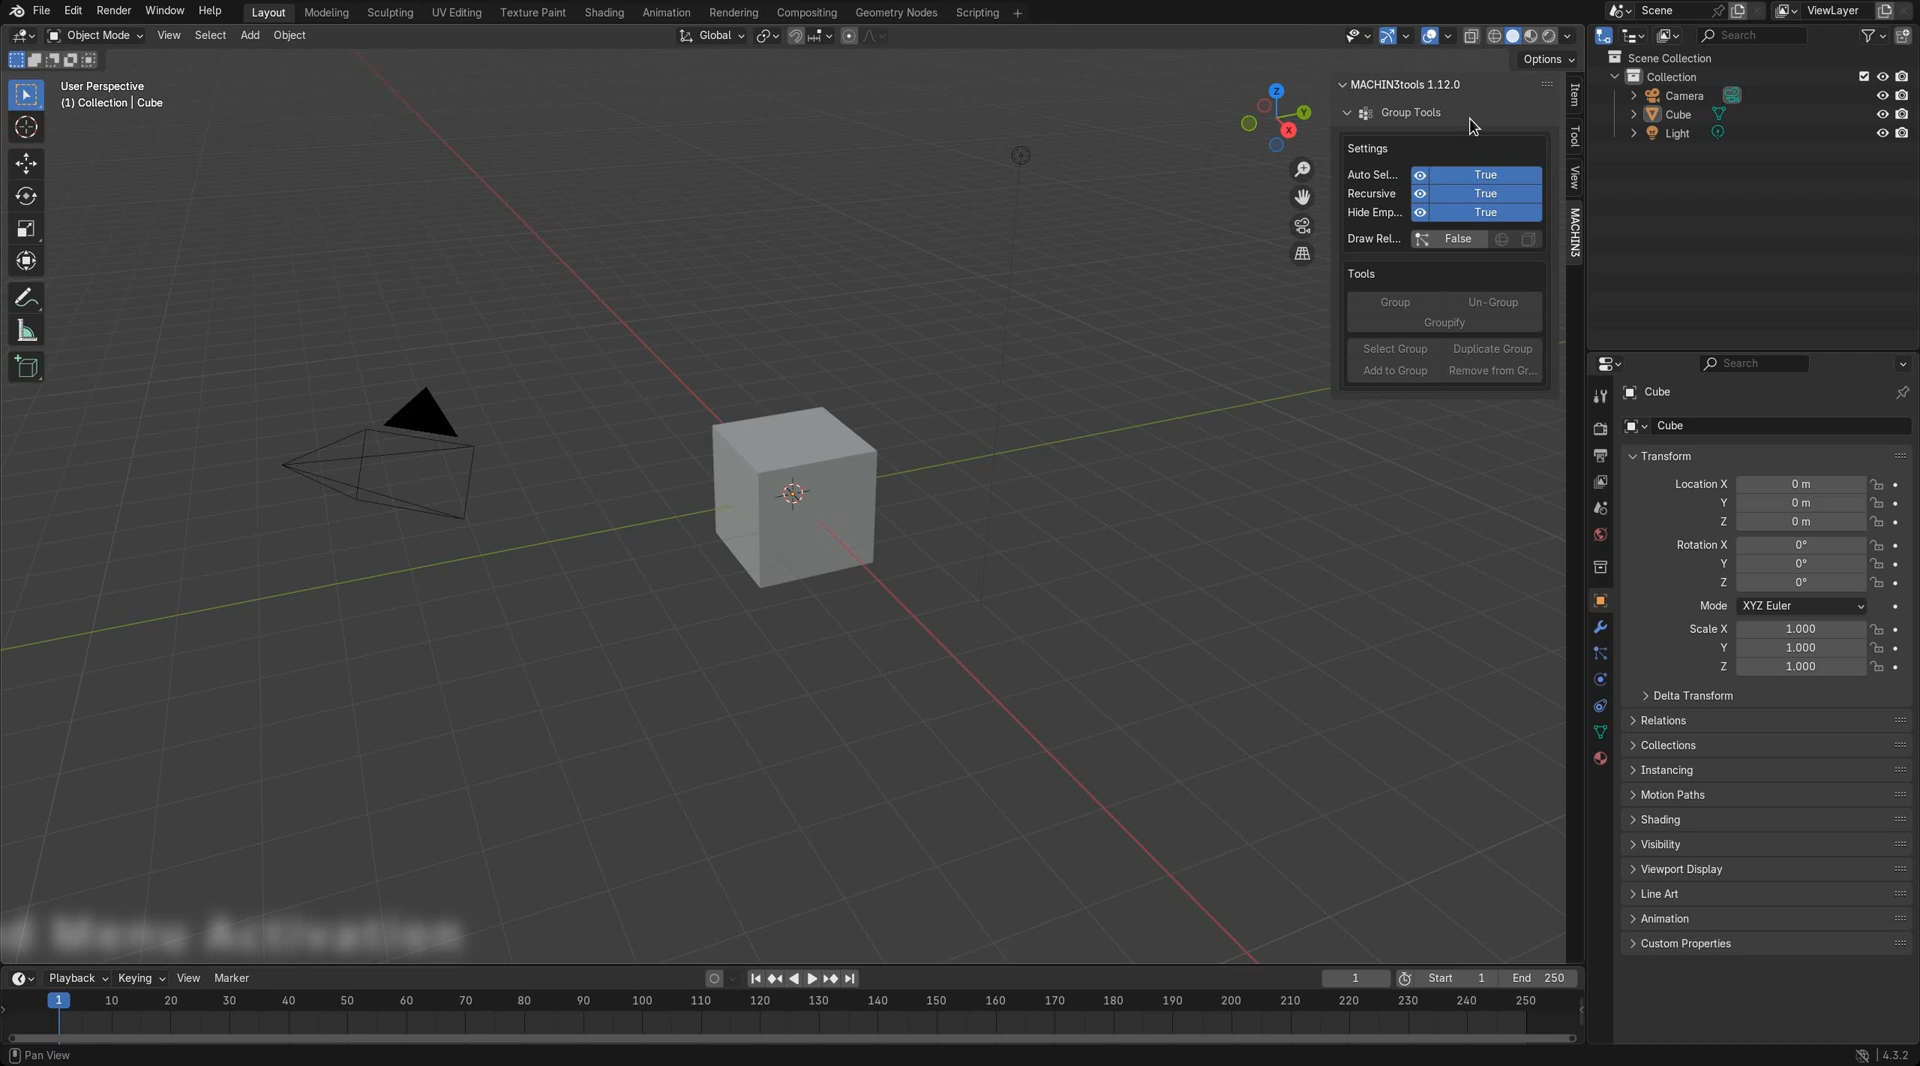 File Edit Render Window Help Layout Modeling Sculpting UV Editing Texture Paint Shading Animation Rendering Compositing Geometry Nodes Scripting + Scene ViewLayer
Object Mode View Select Add Object Global Search
Options
User Perspective
(1) Collection | Cube
Z
Y
X
MACHIN3tools 1.12.0
Group Tools
Settings
Auto Sel... True
Recursive True
Hide Emp... True
Draw Rel... False
Tools
Group Un-Group
Groupify
Select Group Duplicate Group
Add to Group Remove from Gr...
Item
Tool
View
MACHIN3
Scene Collection
Collection
Camera
Cube
Light
Search
Cube
Cube
Transform
Location X 0 m
Y 0 m
Z 0 m
Rotation X 0°
Y 0°
Z 0°
Mode XYZ Euler
Scale X 1.000
Y 1.000
Z 1.000
Delta Transform
Relations
Collections
Instancing
Motion Paths
Shading
Visibility
Viewport Display
Line Art
Animation
Custom Properties
d Menu Activation
Playback Keying View Marker 1 Start 1 End 250
1 10 20 30 40 50 60 70 80 90 100 110 120 130 140 150 160 170 180 190 200 210 220 230 240 250
Pan View 4.3.2